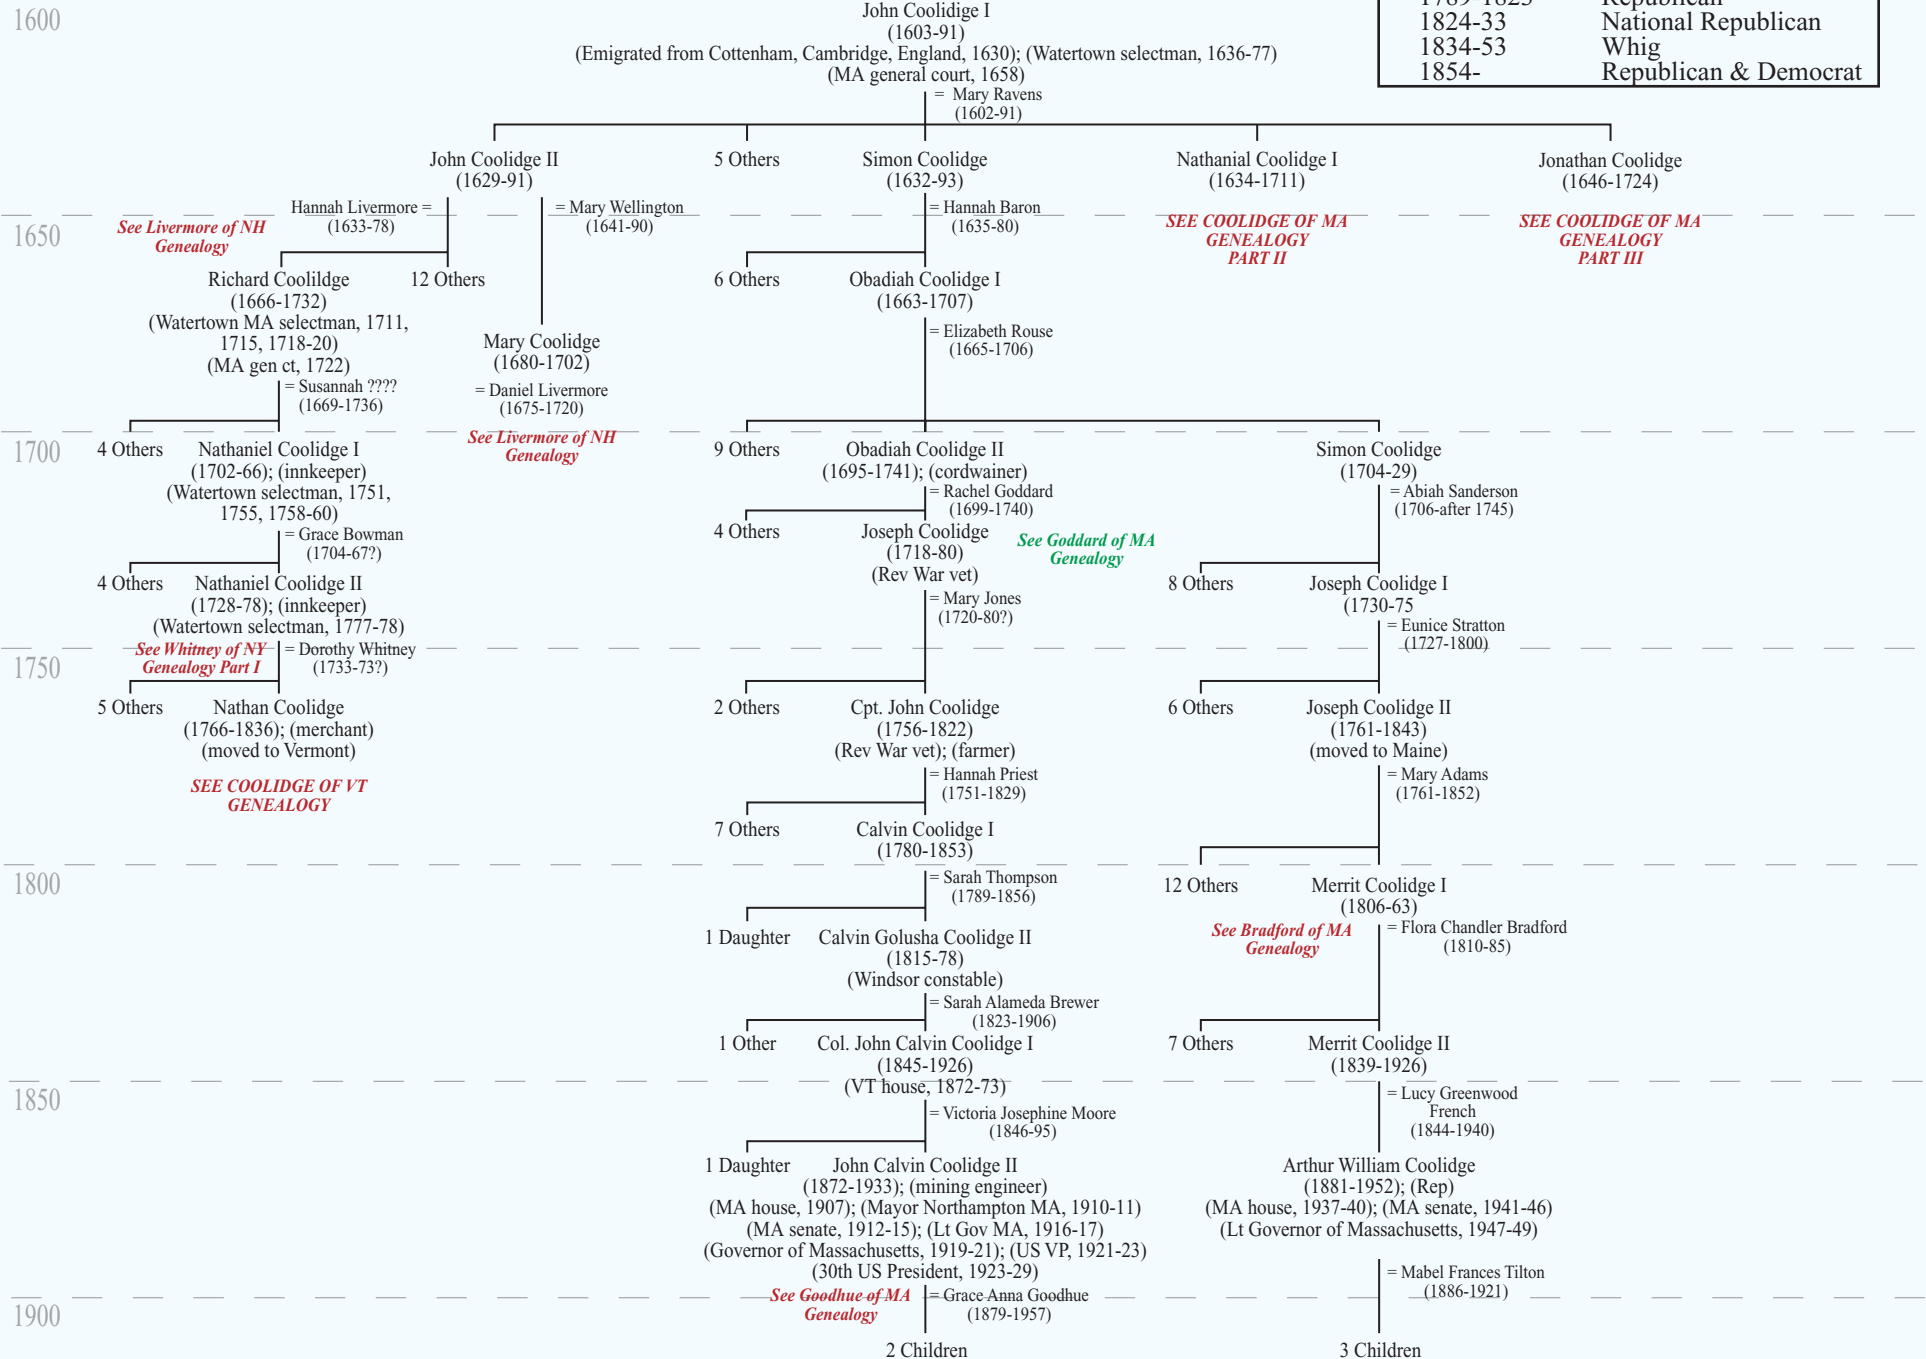 1600
John Coolidige I
(1603-91)
(Emigrated from Cottenham, Cambridge, England, 1630); (Watertown selectman, 1636-77)
(MA general court, 1658)
= Mary Ravens
(1602-91)
1789-1823 Republican
1824-33 National Republican
1834-53 Whig
1854- Republican & Democrat
John Coolidge II
(1629-91)
5 Others
Simon Coolidge
(1632-93)
Nathanial Coolidge I
(1634-1711)
Jonathan Coolidge
(1646-1724)
Hannah Livermore =
(1633-78)
= Mary Wellington
(1641-90)
= Hannah Baron
(1635-80)
SEE COOLIDGE OF MA
GENEALOGY
PART II
SEE COOLIDGE OF MA
GENEALOGY
PART III
1650
See Livermore of NH
Genealogy
Richard Coolildge
(1666-1732)
(Watertown MA selectman, 1711,
1715, 1718-20)
(MA gen ct, 1722)
12 Others
6 Others
Obadiah Coolidge I
(1663-1707)
= Elizabeth Rouse
(1665-1706)
Mary Coolidge
(1680-1702)
= Daniel Livermore
(1675-1720)
See Livermore of NH
Genealogy
= Susannah ????
(1669-1736)
1700
4 Others
Nathaniel Coolidge I
(1702-66); (innkeeper)
(Watertown selectman, 1751,
1755, 1758-60)
9 Others
Obadiah Coolidge II
(1695-1741); (cordwainer)
= Rachel Goddard
(1699-1740)
Simon Coolidge
(1704-29)
= Abiah Sanderson
(1706-after 1745)
= Grace Bowman
(1704-67?)
4 Others
Joseph Coolidge
(1718-80)
(Rev War vet)
See Goddard of MA
Genealogy
4 Others
Nathaniel Coolidge II
(1728-78); (innkeeper)
(Watertown selectman, 1777-78)
= Mary Jones
(1720-80?)
8 Others
Joseph Coolidge I
(1730-75
= Eunice Stratton
(1727-1800)
1750
See Whitney of NY
Genealogy Part I
= Dorothy Whitney
(1733-73?)
5 Others
Nathan Coolidge
(1766-1836); (merchant)
(moved to Vermont)
SEE COOLIDGE OF VT
GENEALOGY
2 Others
Cpt. John Coolidge
(1756-1822)
(Rev War vet); (farmer)
= Hannah Priest
(1751-1829)
6 Others
Joseph Coolidge II
(1761-1843)
(moved to Maine)
= Mary Adams
(1761-1852)
7 Others
Calvin Coolidge I
(1780-1853)
1800
= Sarah Thompson
(1789-1856)
12 Others
Merrit Coolidge I
(1806-63)
See Bradford of MA
Genealogy
= Flora Chandler Bradford
(1810-85)
1 Daughter
Calvin Golusha Coolidge II
(1815-78)
(Windsor constable)
= Sarah Alameda Brewer
(1823-1906)
1 Other
Col. John Calvin Coolidge I
(1845-1926)
(VT house, 1872-73)
7 Others
Merrit Coolidge II
(1839-1926)
1850
= Victoria Josephine Moore
(1846-95)
= Lucy Greenwood
French
(1844-1940)
1 Daughter
John Calvin Coolidge II
(1872-1933); (mining engineer)
(MA house, 1907); (Mayor Northampton MA, 1910-11)
(MA senate, 1912-15); (Lt Gov MA, 1916-17)
(Governor of Massachusetts, 1919-21); (US VP, 1921-23)
(30th US President, 1923-29)
Arthur William Coolidge
(1881-1952); (Rep)
(MA house, 1937-40); (MA senate, 1941-46)
(Lt Governor of Massachusetts, 1947-49)
1900
See Goodhue of MA
Genealogy
= Grace Anna Goodhue
(1879-1957)
= Mabel Frances Tilton
(1886-1921)
2 Children
3 Children